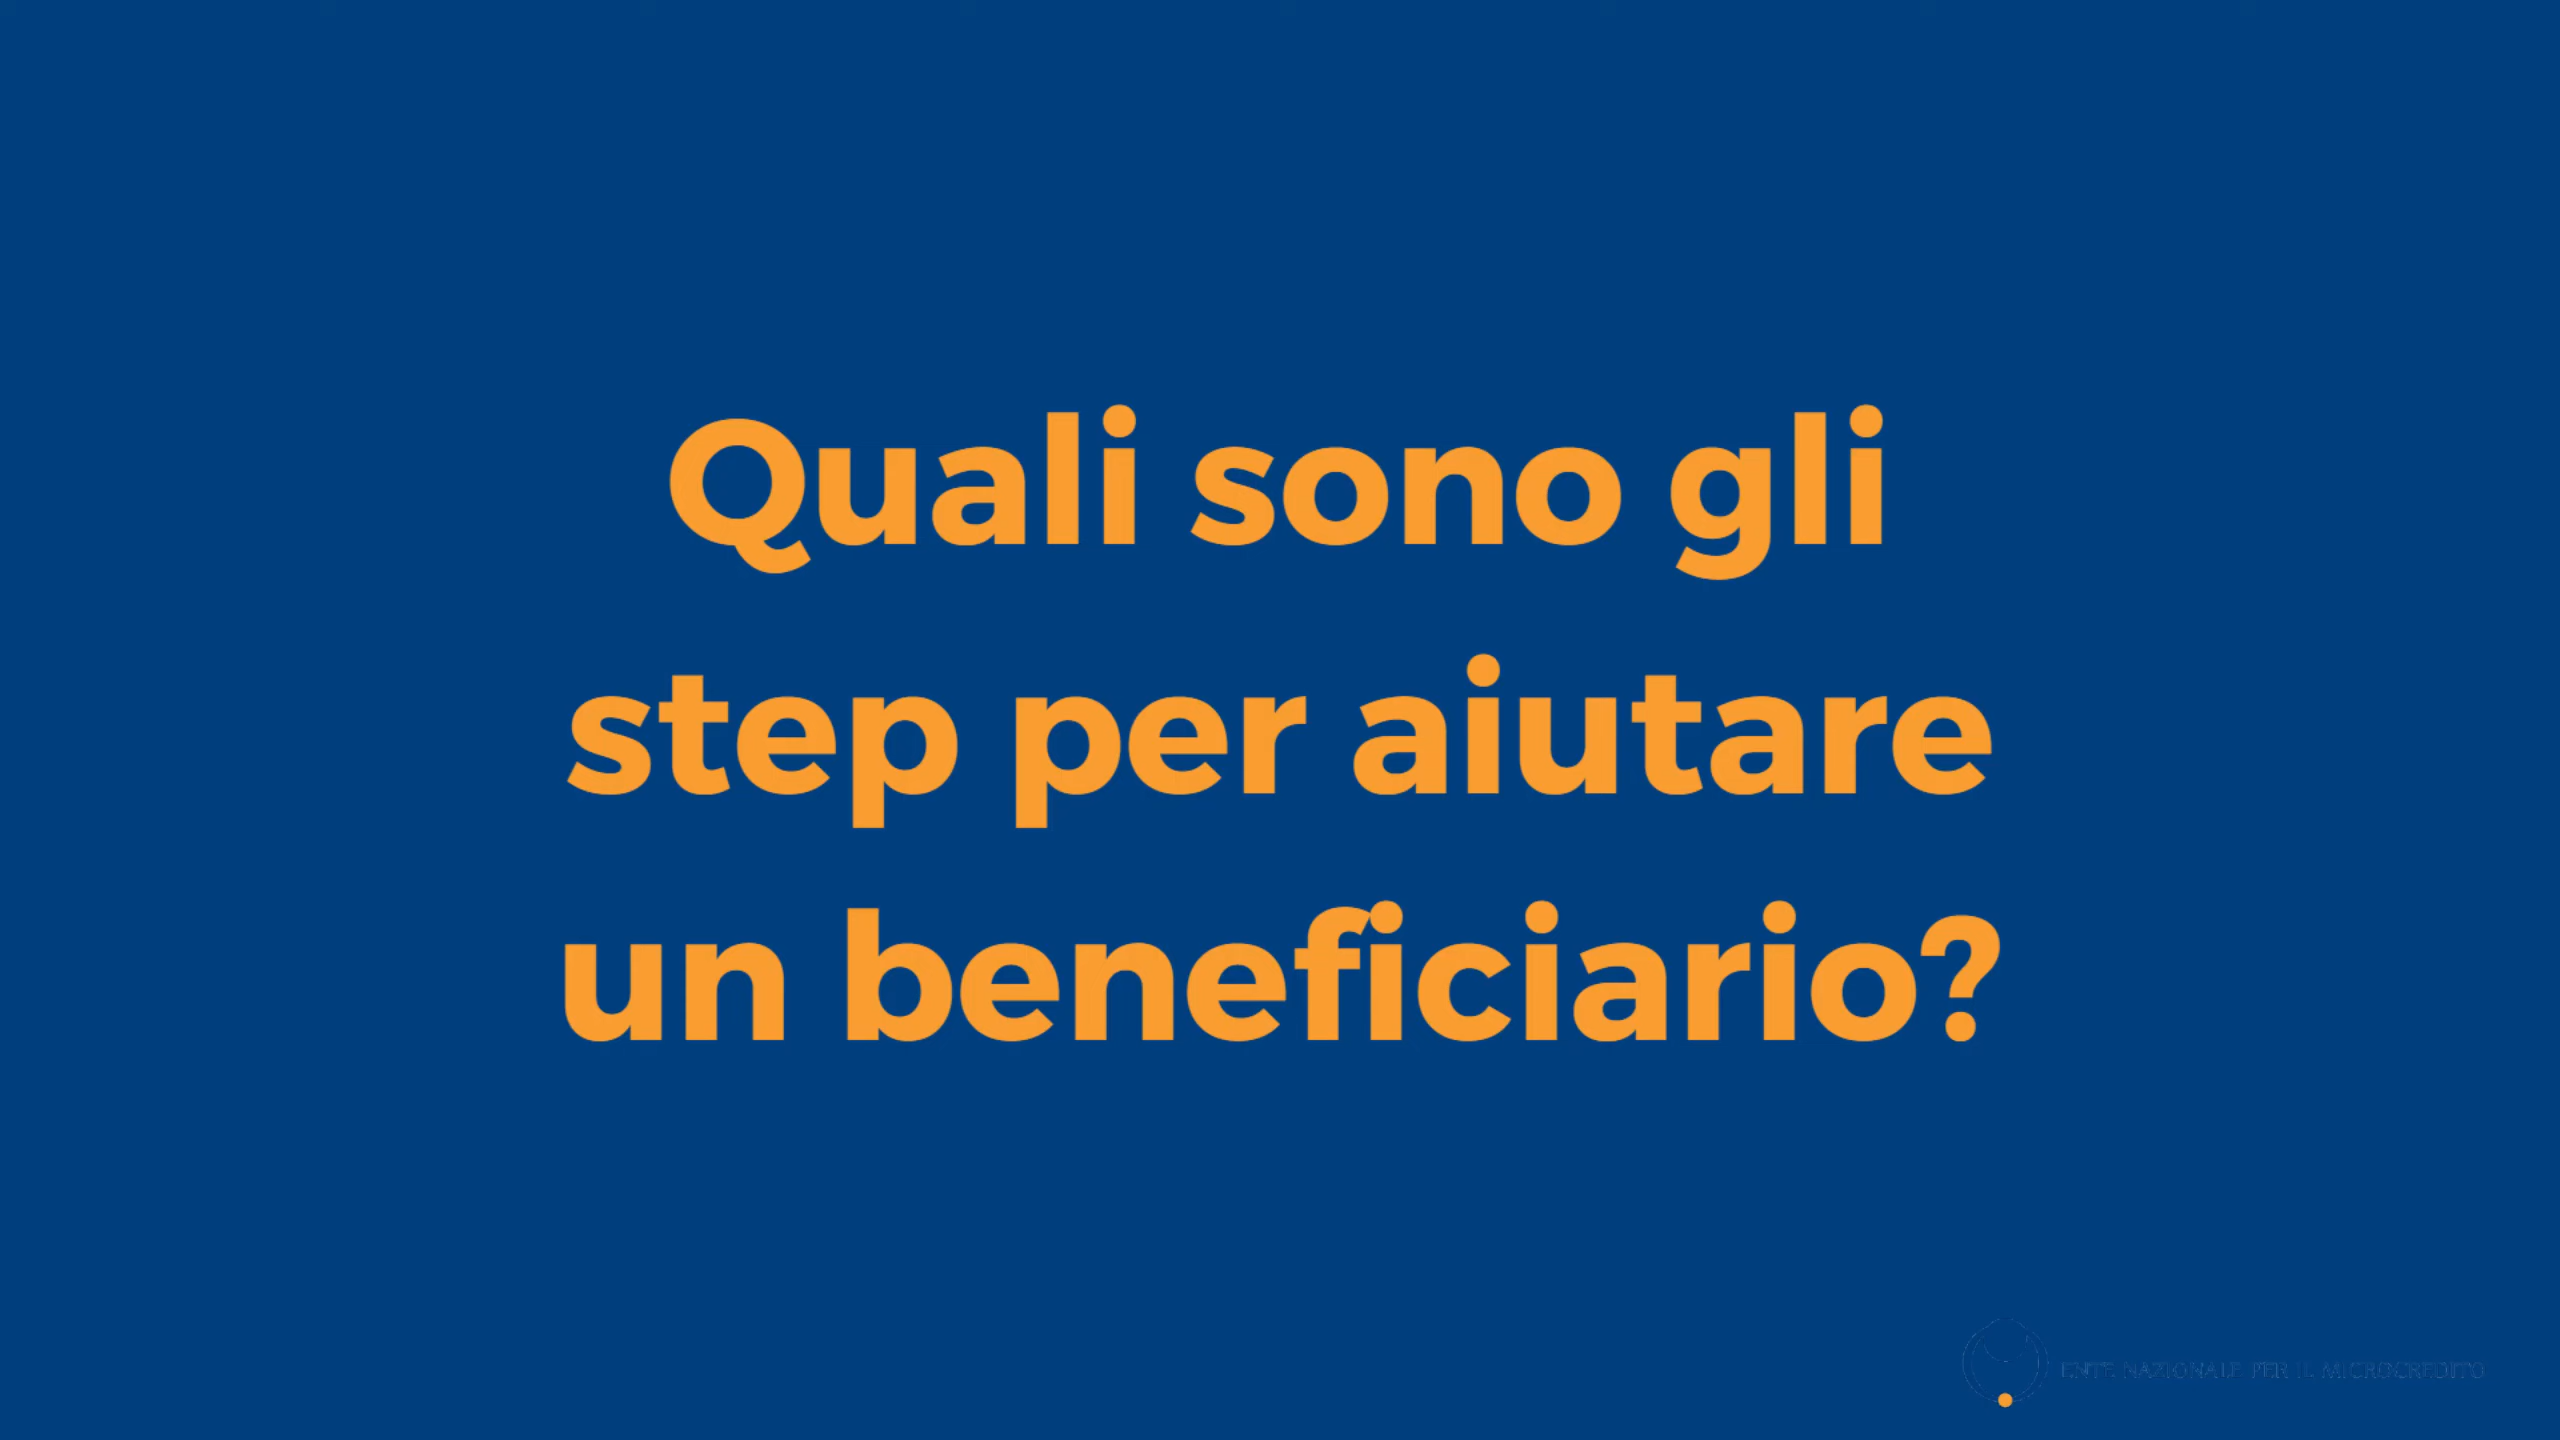 Quali sono gli
step per aiutare
un beneficiario?
ENTE NAZIONALE PER IL MICROCREDITO